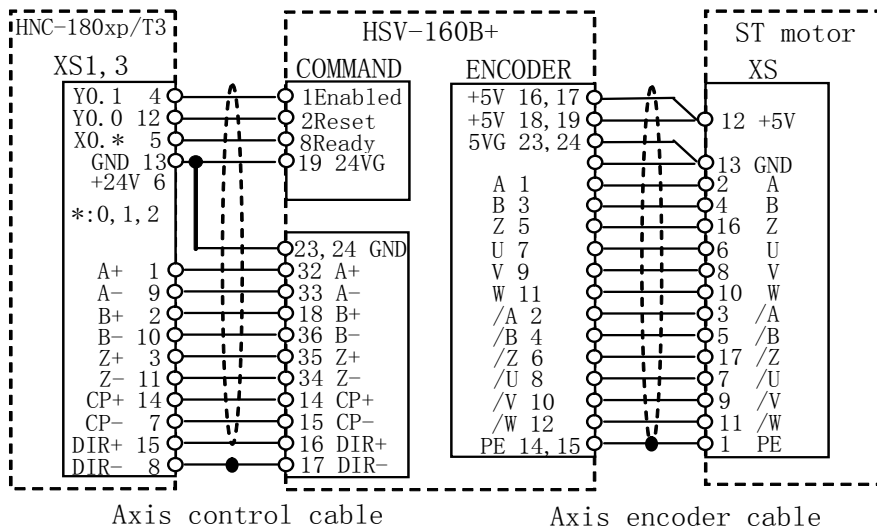 HNC-180xp/T3
HSV-160B+
ST motor
XS1,3
COMMAND
ENCODER
XS
Y0.1 4
Y0.0 12
X0.* 5
GND 13
+24V 6
*:0,1,2
A+ 1
A- 9
B+ 2
B- 10
Z+ 3
Z- 11
CP+ 14
CP- 7
DIR+ 15
DIR- 8
1Enabled
2Reset
8Ready
19 24VG
23,24 GND
32 A+
33 A-
18 B+
36 B-
35 Z+
34 Z-
14 CP+
15 CP-
16 DIR+
17 DIR-
+5V 16,17
+5V 18,19
5VG 23,24
A 1
B 3
Z 5
U 7
V 9
W 11
/A 2
/B 4
/Z 6
/U 8
/V 10
/W 12
PE 14,15
12 +5V
13 GND
2 A
4 B
16 Z
6 U
8 V
10 W
3 /A
5 /B
17 /Z
7 /U
9 /V
11 /W
1 PE
Axis control cable
Axis encoder cable